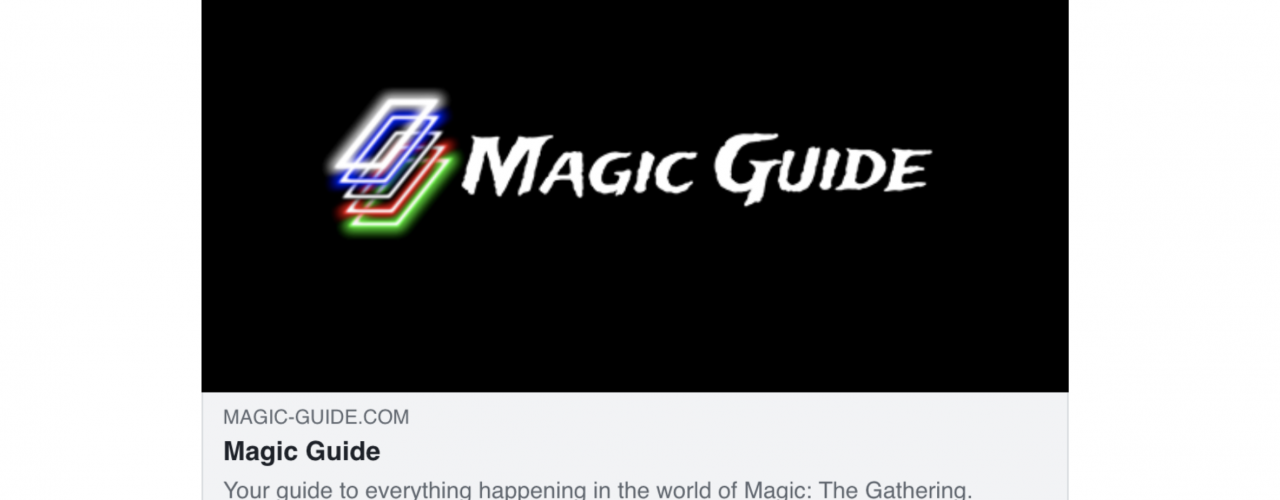 MAGIC GUIDE
MAGIC-GUIDE.COM
Magic Guide
Your guide to everything happening in the world of Magic: The Gathering.